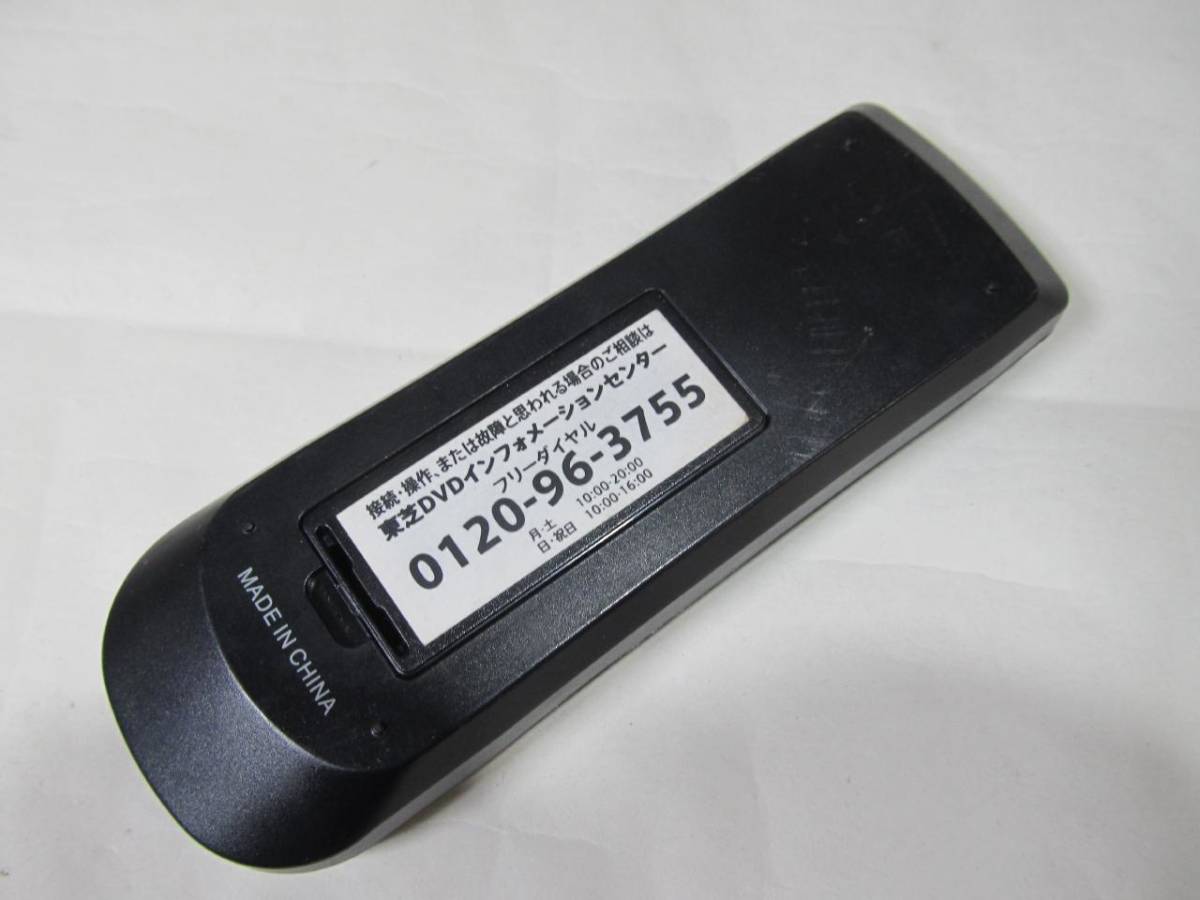 接続・操作、または故障と思われる場合のご相談は
東芝DVDインフォメーションセンター
フリーダイヤル
0120-96-3755
月・土 10:00-20:00
日・祝日 10:00-16:00
MADE IN CHINA